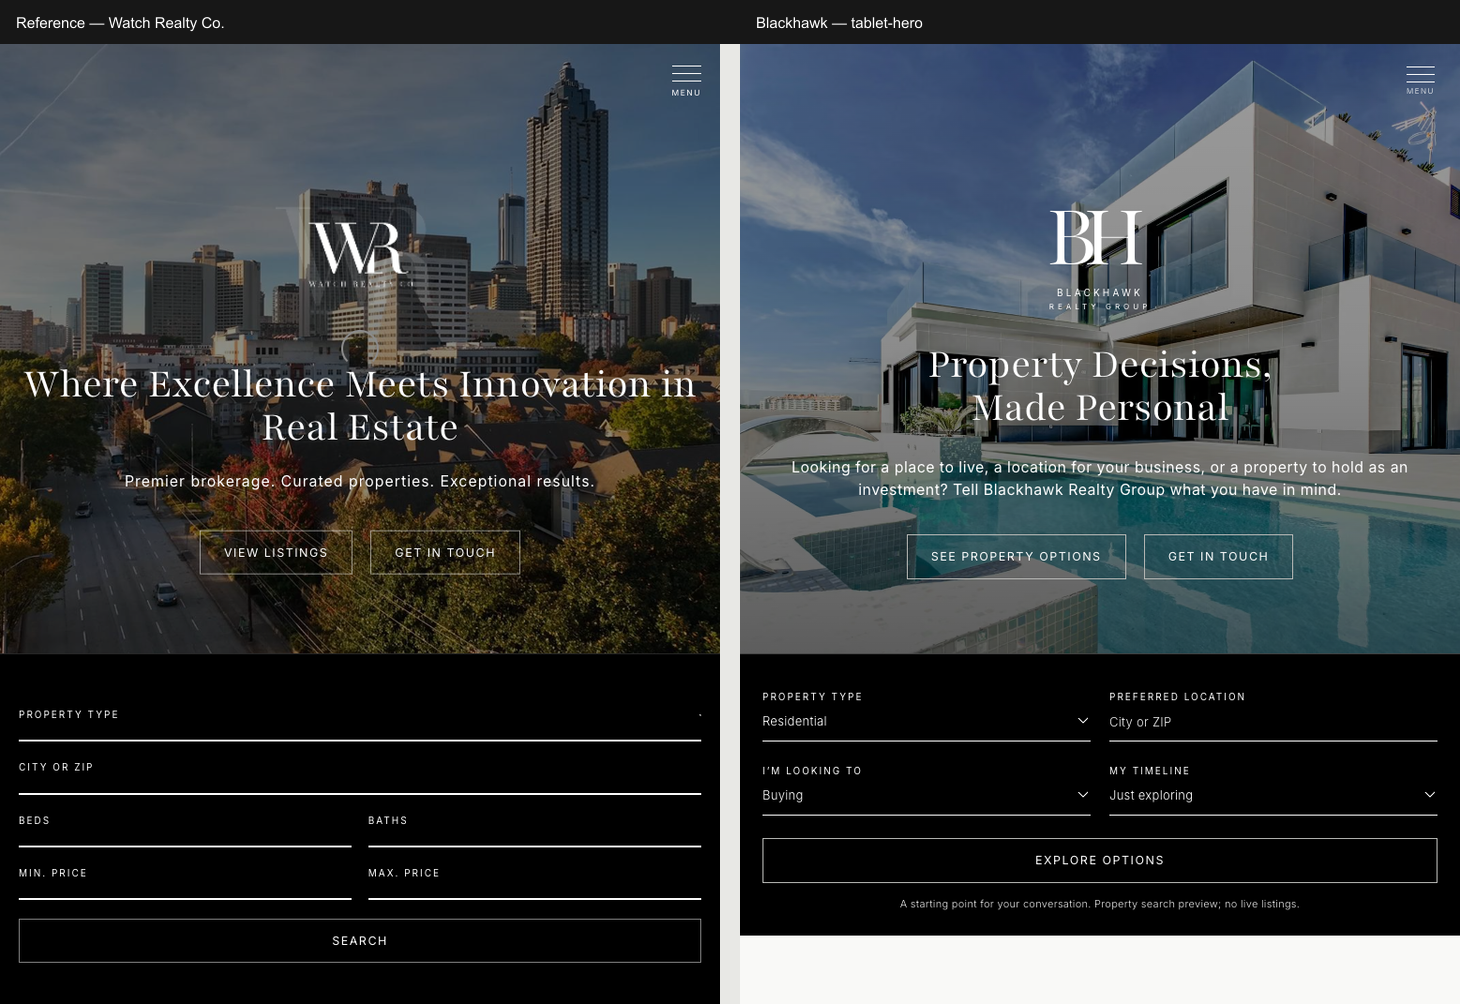 Reference — Watch Realty Co.
MENU
WR
WATCH REALTY CO
Where Excellence Meets Innovation in
Real Estate
Premier brokerage. Curated properties. Exceptional results.
VIEW LISTINGS
GET IN TOUCH
PROPERTY TYPE
CITY OR ZIP
BEDS
BATHS
MIN. PRICE
MAX. PRICE
SEARCH
Blackhawk — tablet-hero
MENU
BH
BLACKHAWK
REALTY GROUP
Property Decisions,
Made Personal
Looking for a place to live, a location for your business, or a property to hold as an
investment? Tell Blackhawk Realty Group what you have in mind.
SEE PROPERTY OPTIONS
GET IN TOUCH
PROPERTY TYPE
Residential
PREFERRED LOCATION
City or ZIP
I’M LOOKING TO
Buying
MY TIMELINE
Just exploring
EXPLORE OPTIONS
A starting point for your conversation. Property search preview; no live listings.